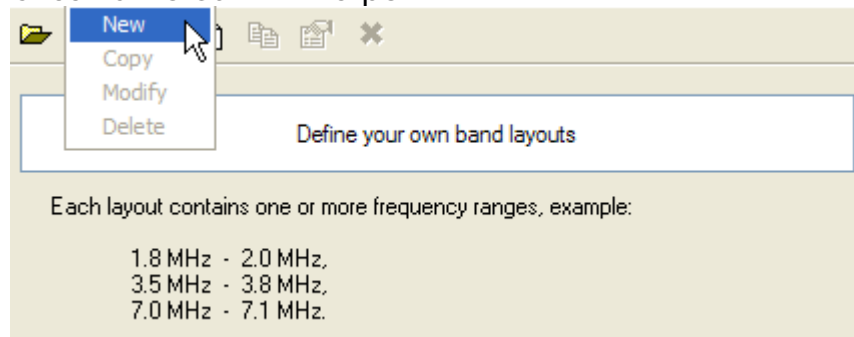 New
Copy
Modify
Delete
Define your own band layouts
Each layout contains one or more frequency ranges, example:
1.8 MHz - 2.0 MHz,
3.5 MHz - 3.8 MHz,
7.0 MHz - 7.1 MHz.